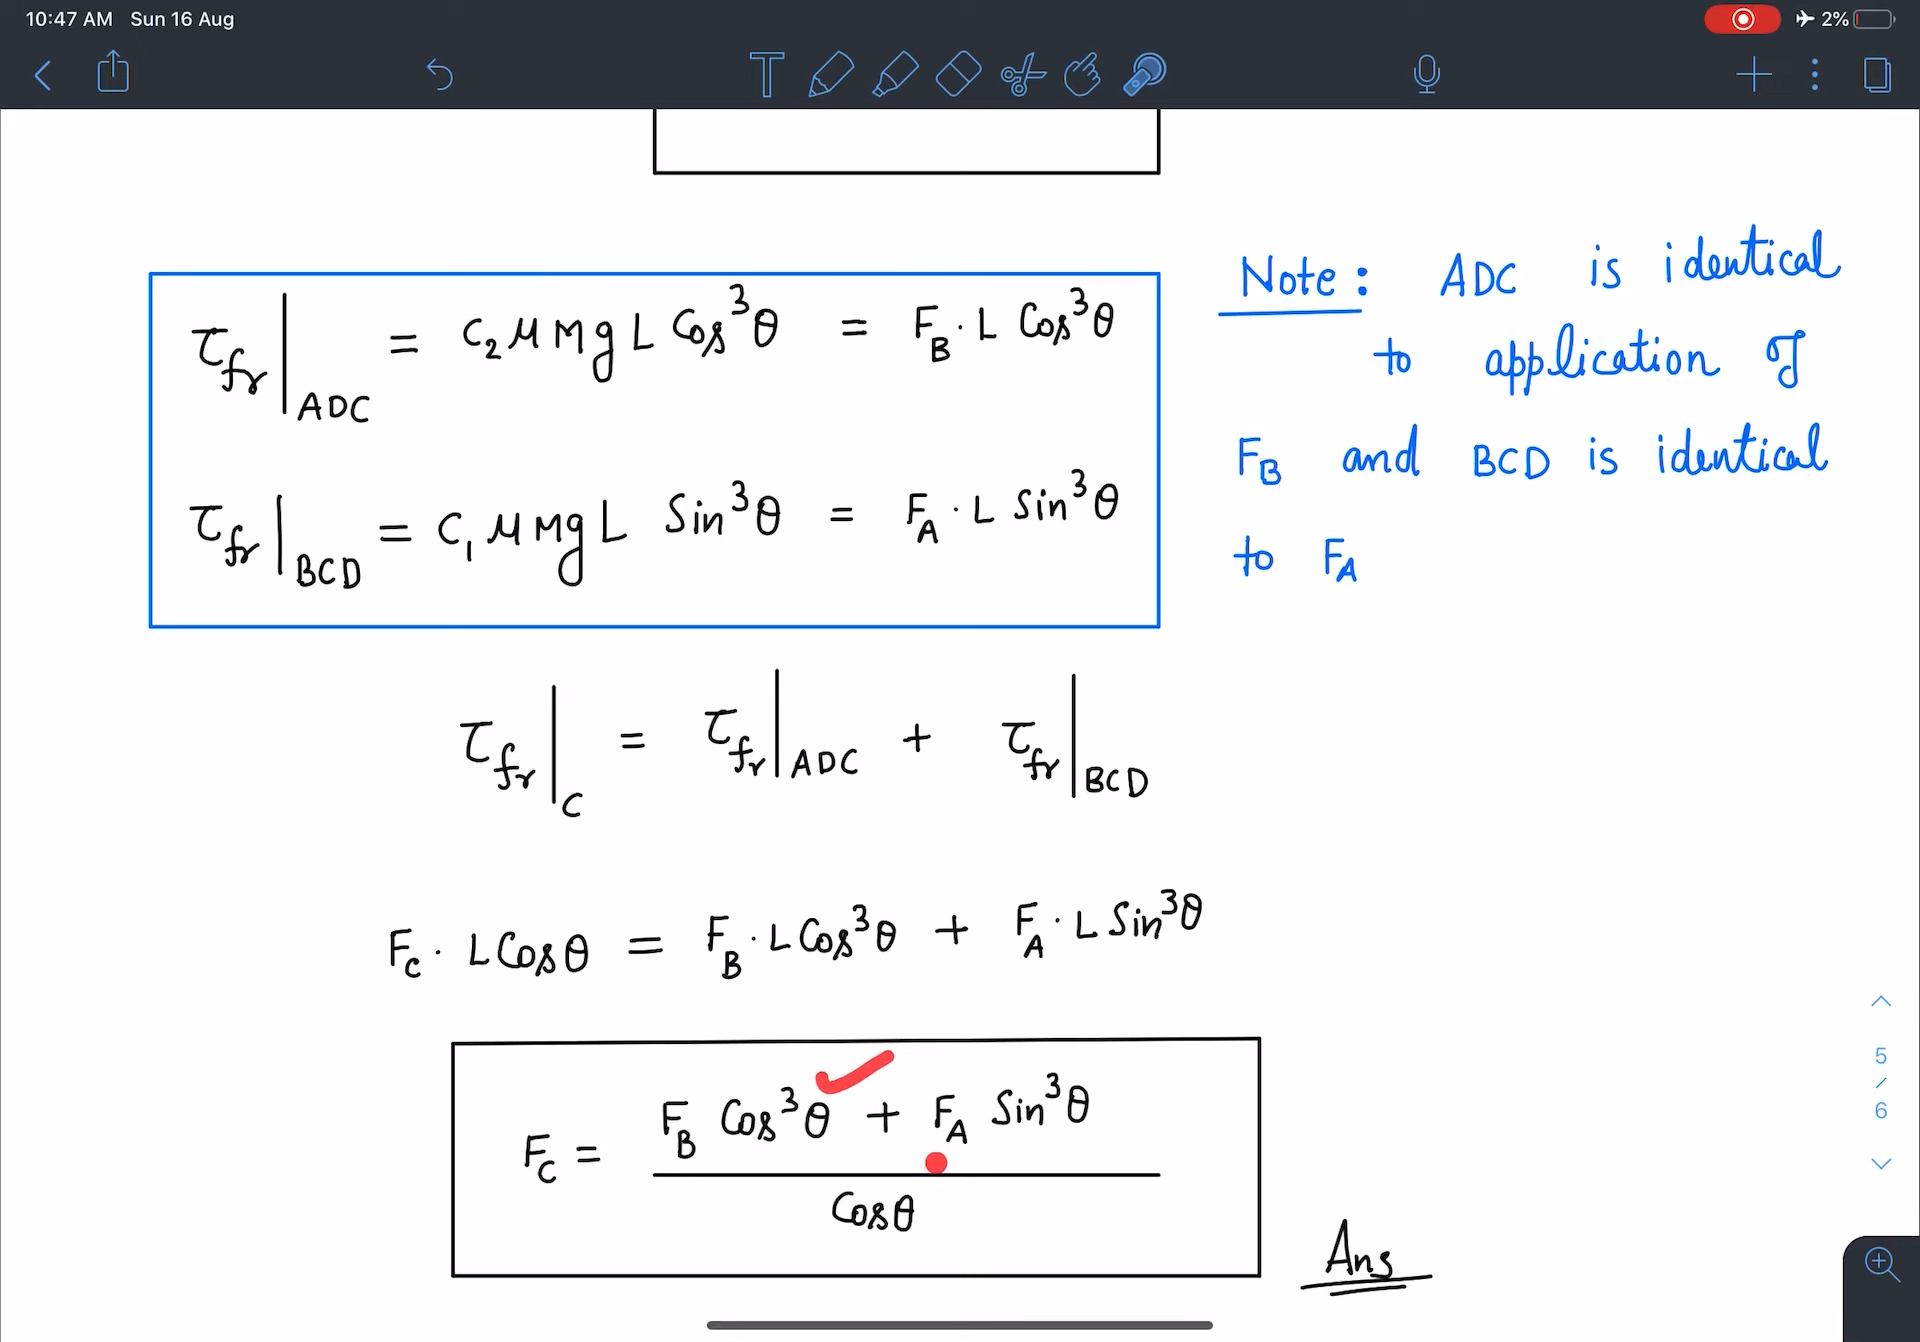 10:47 AM Sun 16 Aug
2%
τfr|ADC = C₂ μ M g L Cos³θ = F_B · L Cos³θ
τfr|BCD = C₁ μ M g L Sin³θ = F_A · L Sin³θ
Note: ADC is identical
to application of
F_B and BCD is identical
to F_A
τfr|C = τfr|ADC + τfr|BCD
F_C · L Cosθ = F_B · L Cos³θ + F_A · L Sin³θ
F_C = F_B Cos³θ + F_A Sin³θ
Cosθ
Ans
5
/
6